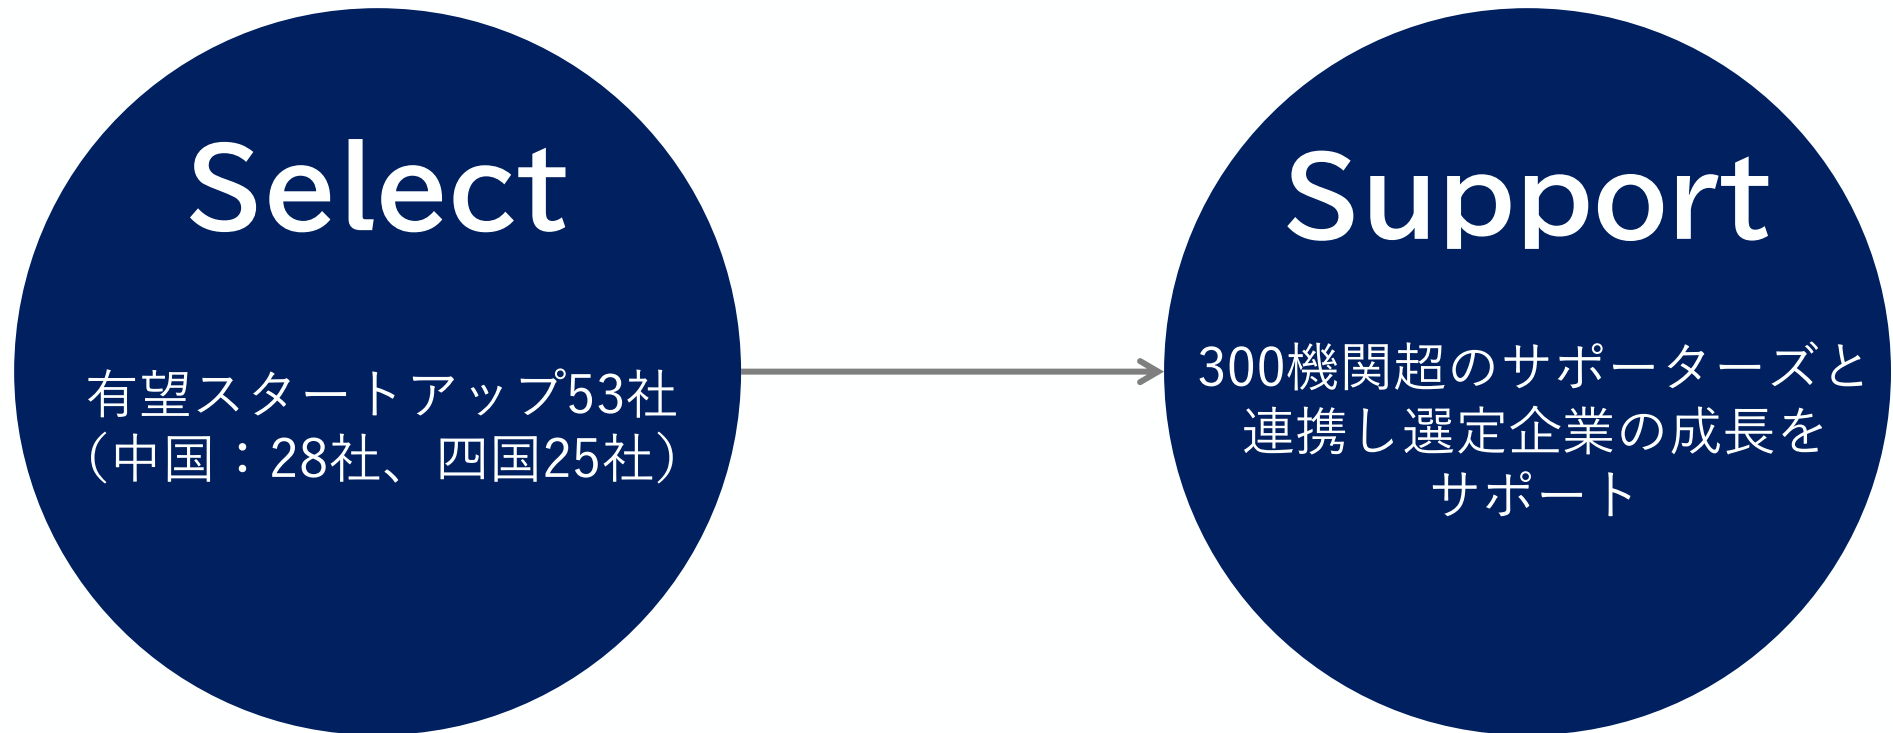 Select
有望スタートアップ53社
（中国：28社、四国25社）
Support
300機関超のサポーターズと
連携し選定企業の成長を
サポート